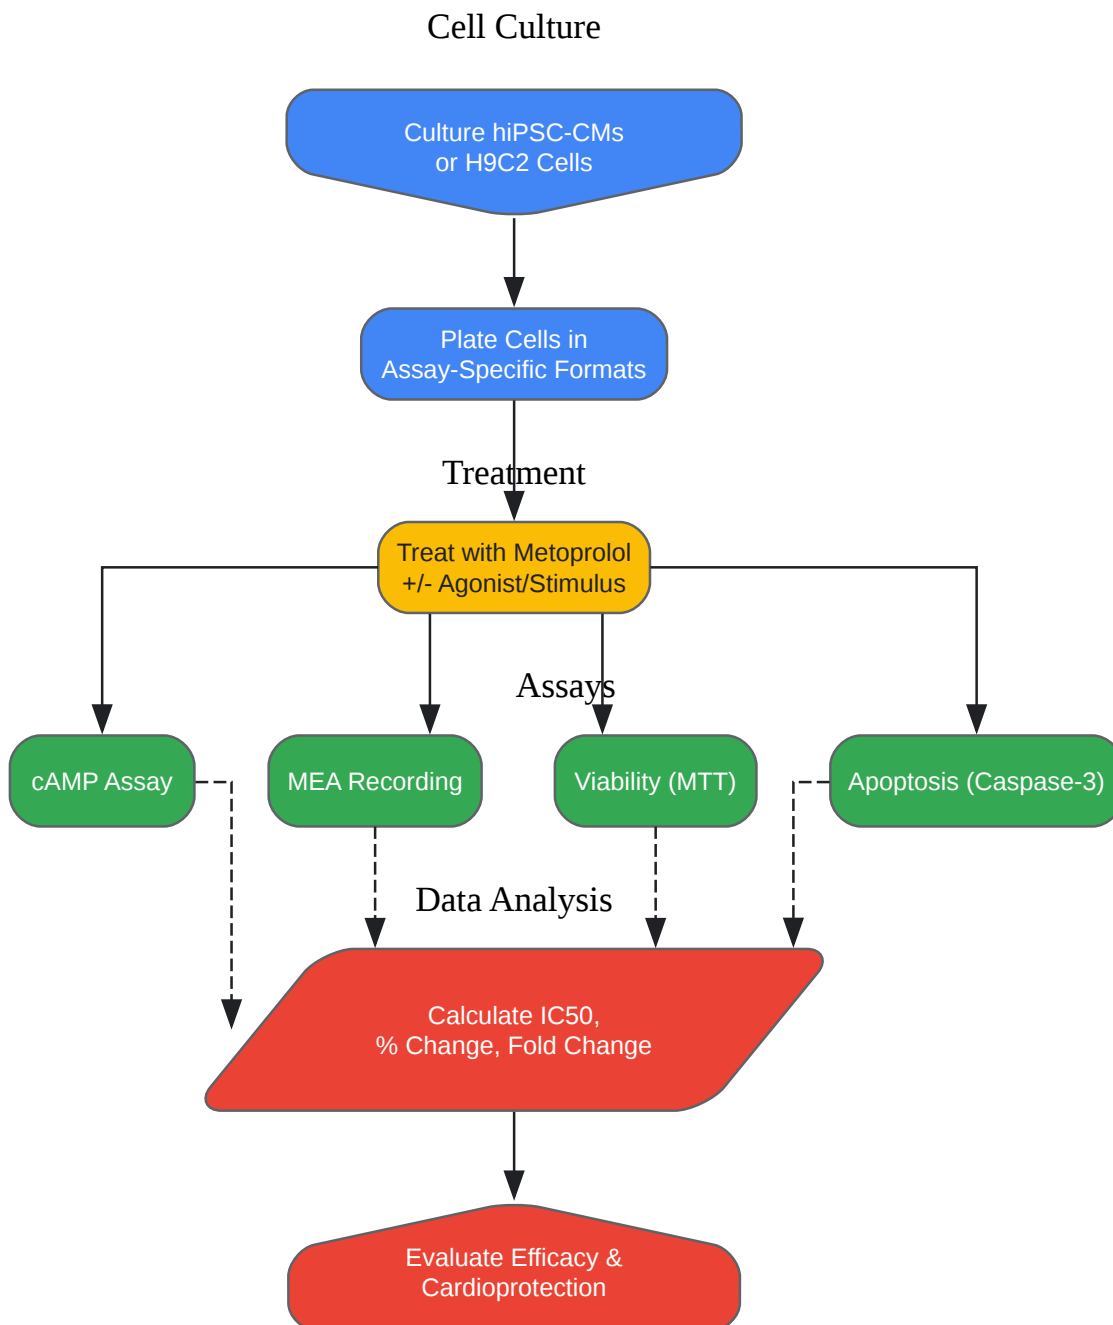 Cell Culture
Culture hiPSC-CMs
or H9C2 Cells
Plate Cells in
Assay-Specific Formats
Treatment
Treat with Metoprolol
+/- Agonist/Stimulus
Assays
cAMP Assay
MEA Recording
Viability (MTT)
Apoptosis (Caspase-3)
Data Analysis
Calculate IC50,
% Change, Fold Change
Evaluate Efficacy &
Cardioprotection